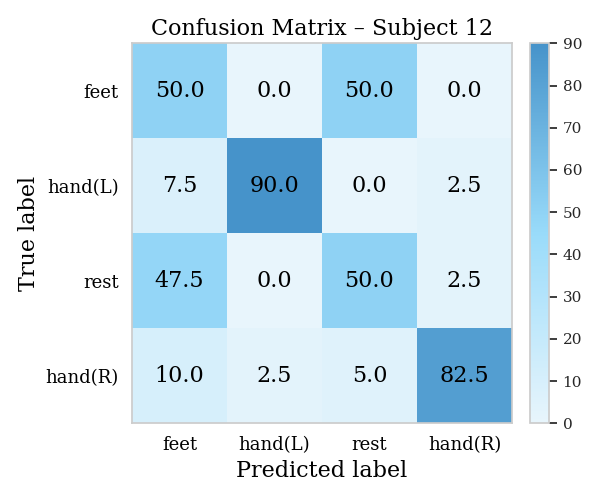 Confusion Matrix – Subject 12
feet 50.0 0.0 50.0 0.0
hand(L) 7.5 90.0 0.0 2.5
rest 47.5 0.0 50.0 2.5
hand(R) 10.0 2.5 5.0 82.5
feet hand(L) rest hand(R)
Predicted label
True label
90
80
70
60
50
40
30
20
10
0